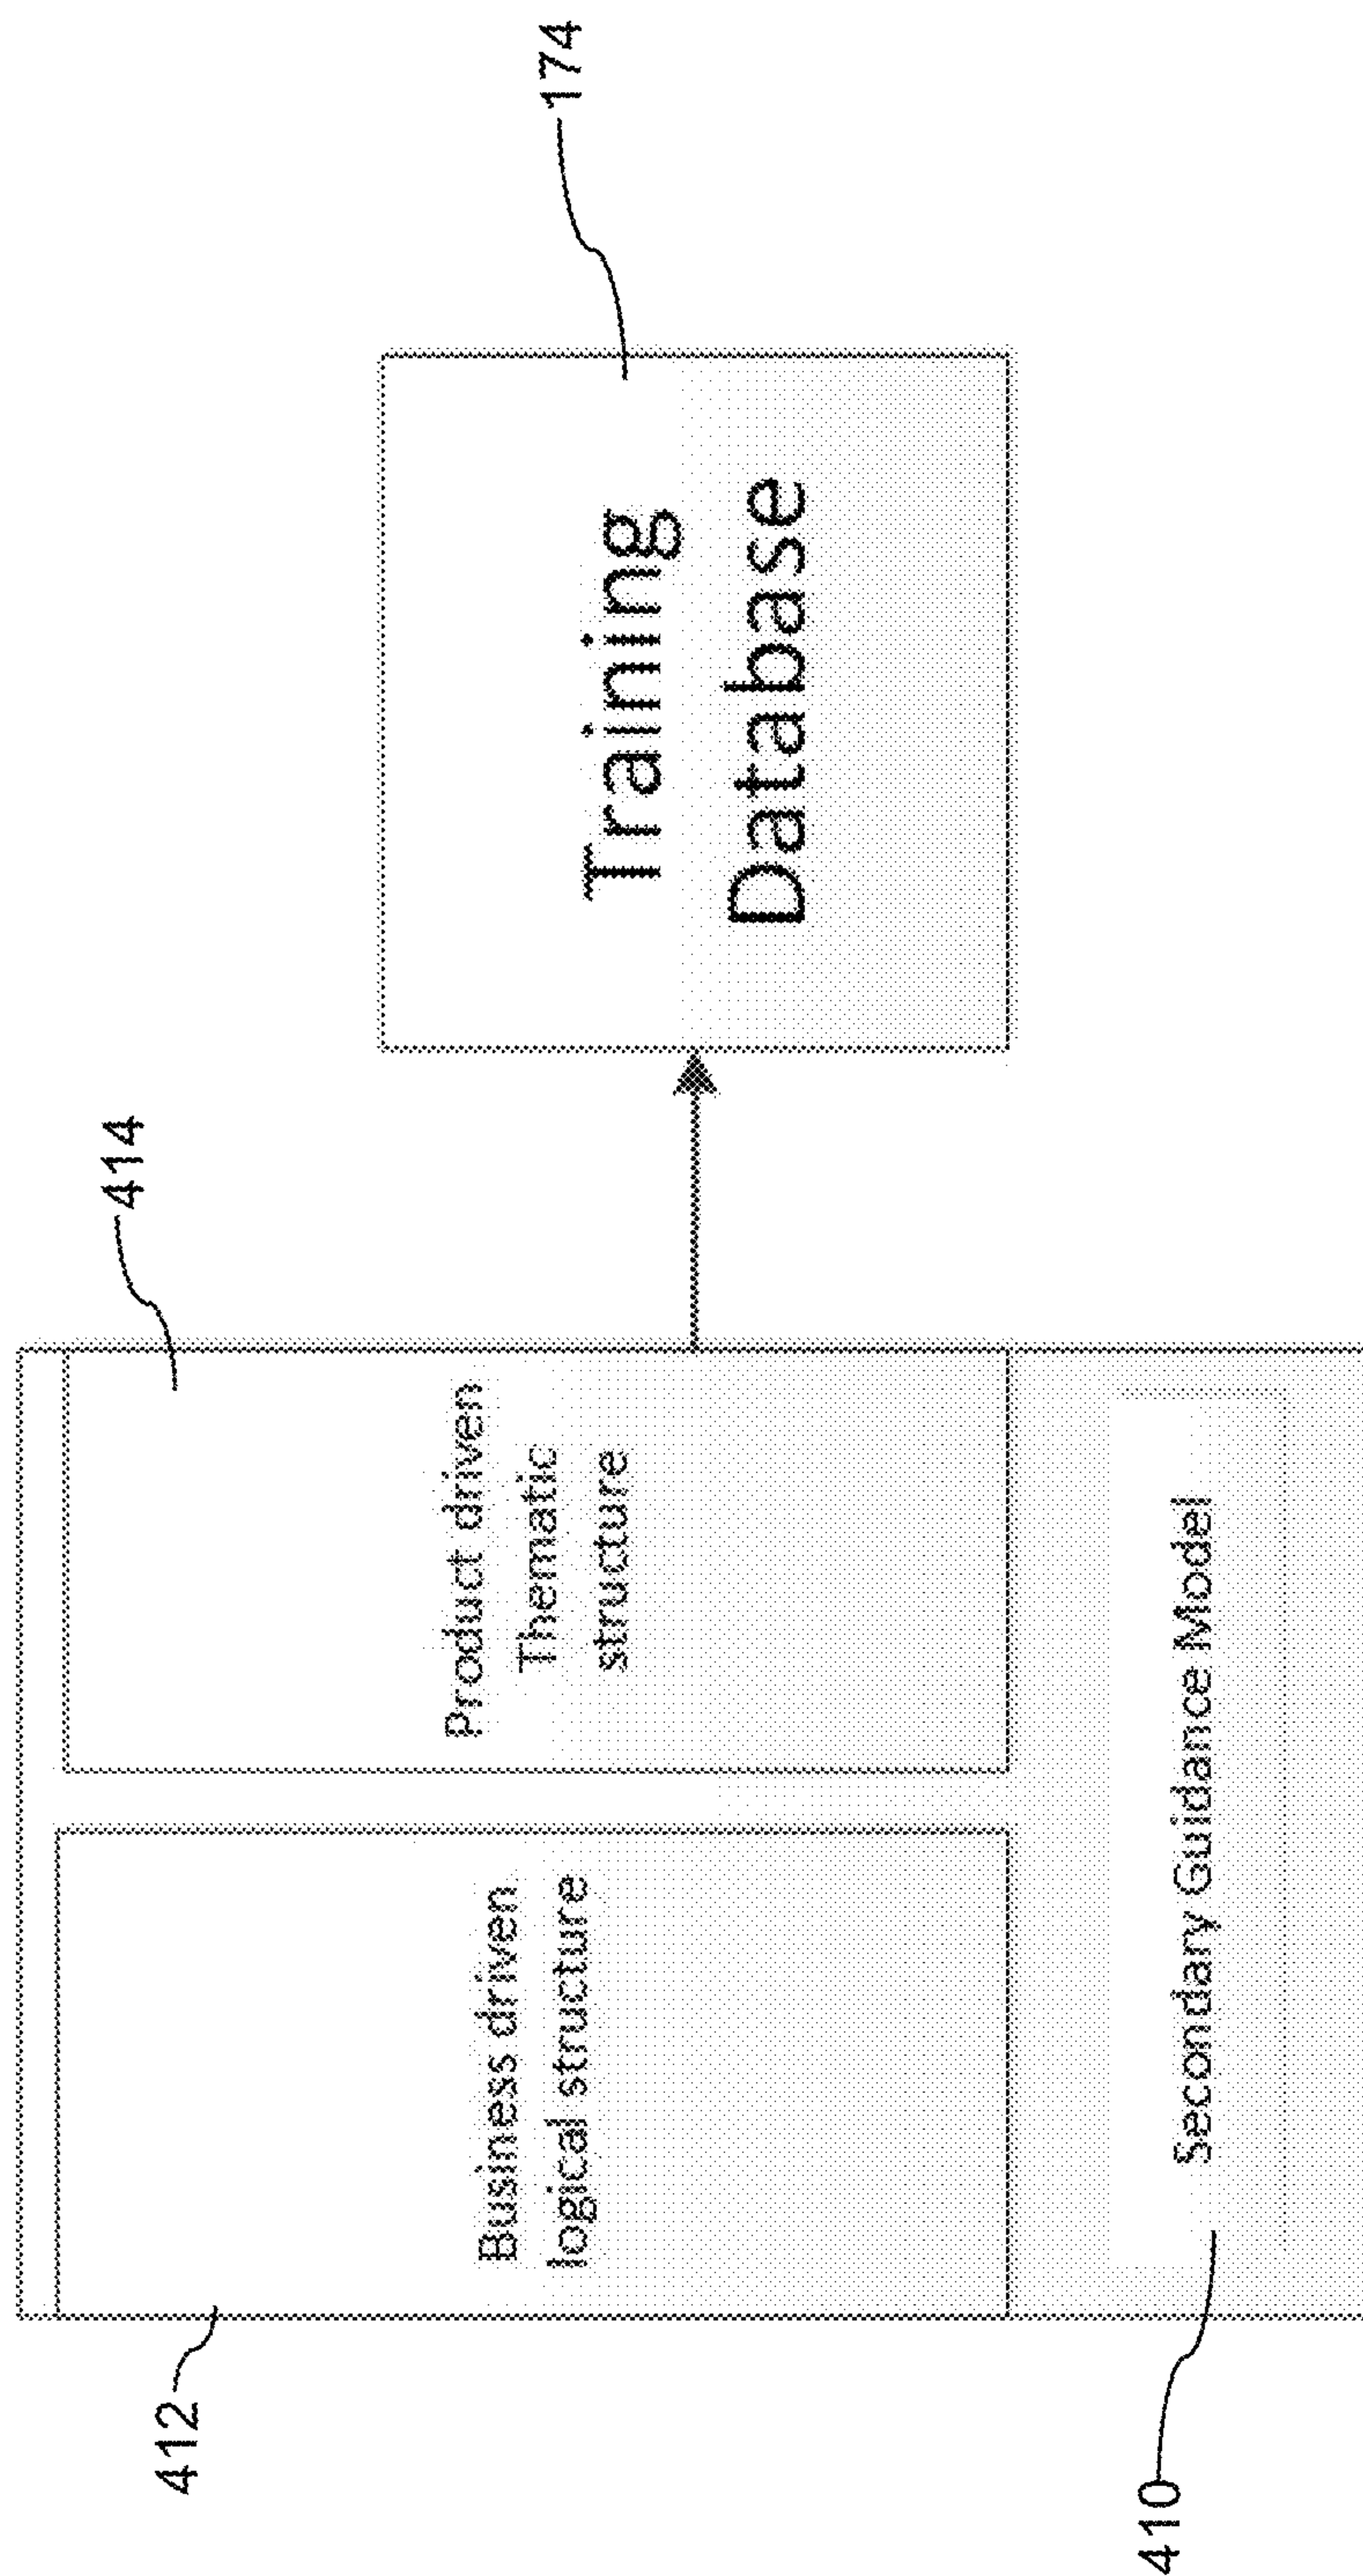 412
Business driven
logical structure
414
Product driven
Thematic
structure
174
Training
Database
410
Secondary Guidance Model